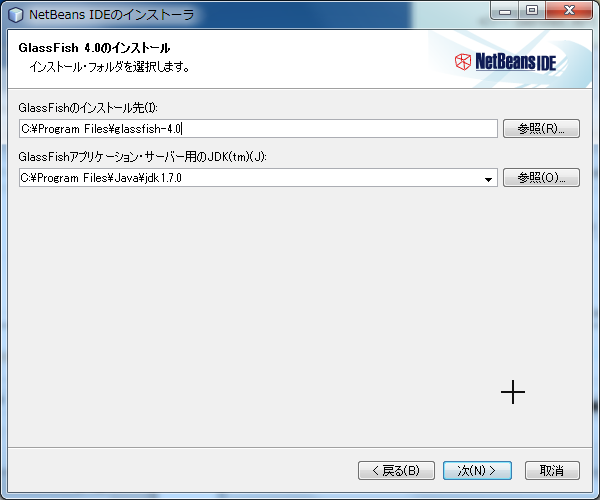 NetBeans IDEのインストーラ
GlassFish 4.0のインストール
インストール・フォルダを選択します。
NetBeans IDE
GlassFishのインストール先(I):
C:¥Program Files¥glassfish-4.0
参照(R)...
GlassFishアプリケーション・サーバー用のJDK(tm)(J):
C:¥Program Files¥Java¥jdk1.7.0
参照(O)...
< 戻る(B)
次(N) >
取消